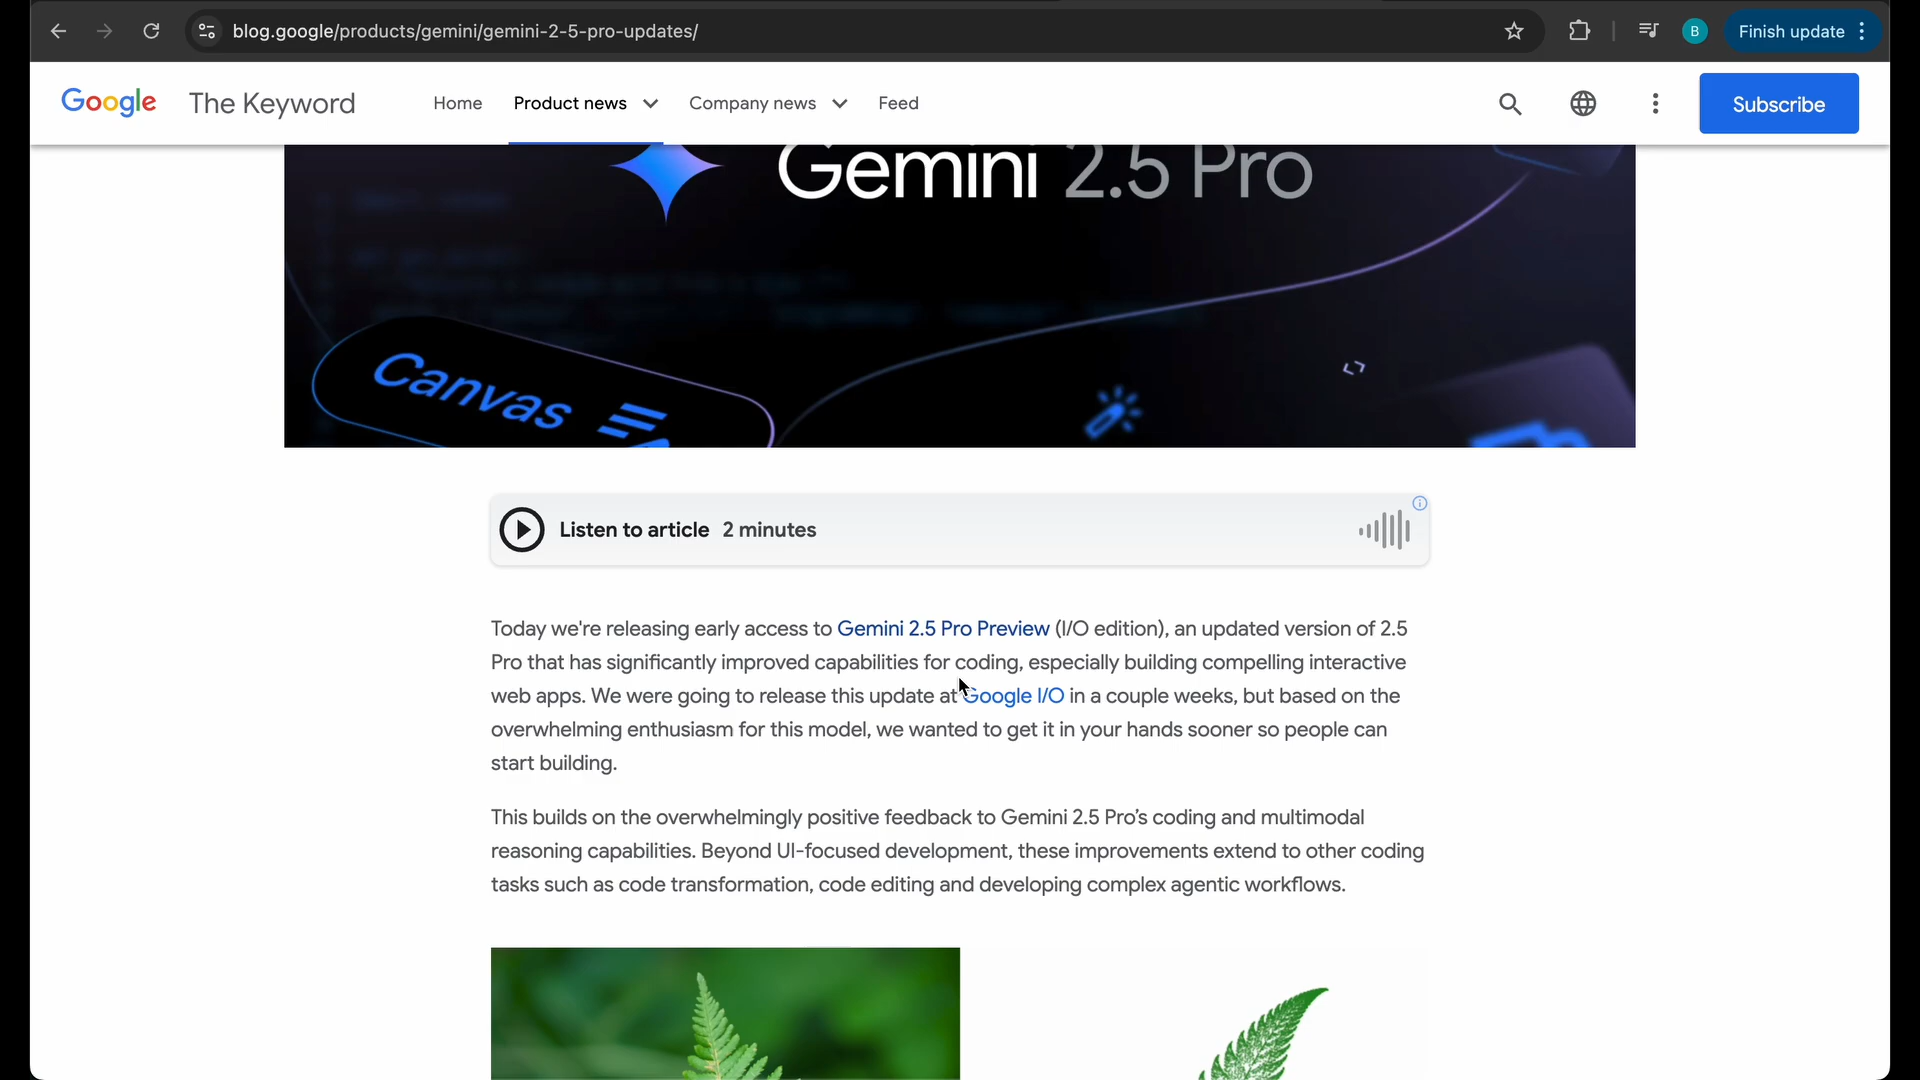 blog.google/products/gemini/gemini-2-5-pro-updates/
B
Finish update
Google The Keyword
Home
Product news
Company news
Feed
Subscribe
Gemini 2.5 Pro
Canvas
Listen to article 2 minutes
Today we're releasing early access to Gemini 2.5 Pro Preview (I/O edition), an updated version of 2.5
Pro that has significantly improved capabilities for coding, especially building compelling interactive
web apps. We were going to release this update at Google I/O in a couple weeks, but based on the
overwhelming enthusiasm for this model, we wanted to get it in your hands sooner so people can
start building.
This builds on the overwhelmingly positive feedback to Gemini 2.5 Pro’s coding and multimodal
reasoning capabilities. Beyond UI-focused development, these improvements extend to other coding
tasks such as code transformation, code editing and developing complex agentic workflows.